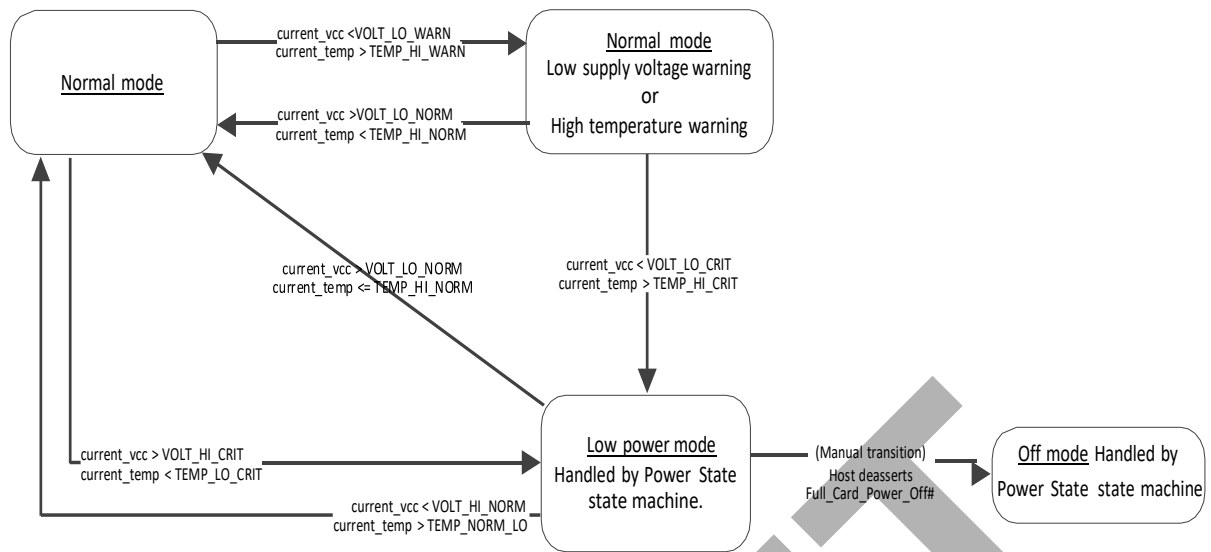 Normal mode
current_vcc <VOLT_LO_WARN
current_temp > TEMP_HI_WARN
Normal mode
Low supply voltage warning
or
High temperature warning
current_vcc >VOLT_LO_NORM
current_temp < TEMP_HI_NORM
current_vcc > VOLT_LO_NORM
current_temp <= TEMP_HI_NORM
current_vcc < VOLT_LO_CRIT
current_temp > TEMP_HI_CRIT
current_vcc > VOLT_HI_CRIT
current_temp < TEMP_LO_CRIT
current_vcc < VOLT_HI_NORM
current_temp > TEMP_NORM_LO
Low power mode
Handled by Power State
state machine.
(Manual transition)
Host deasserts
Full_Card_Power_Off#
Off mode Handled by
Power State state machine